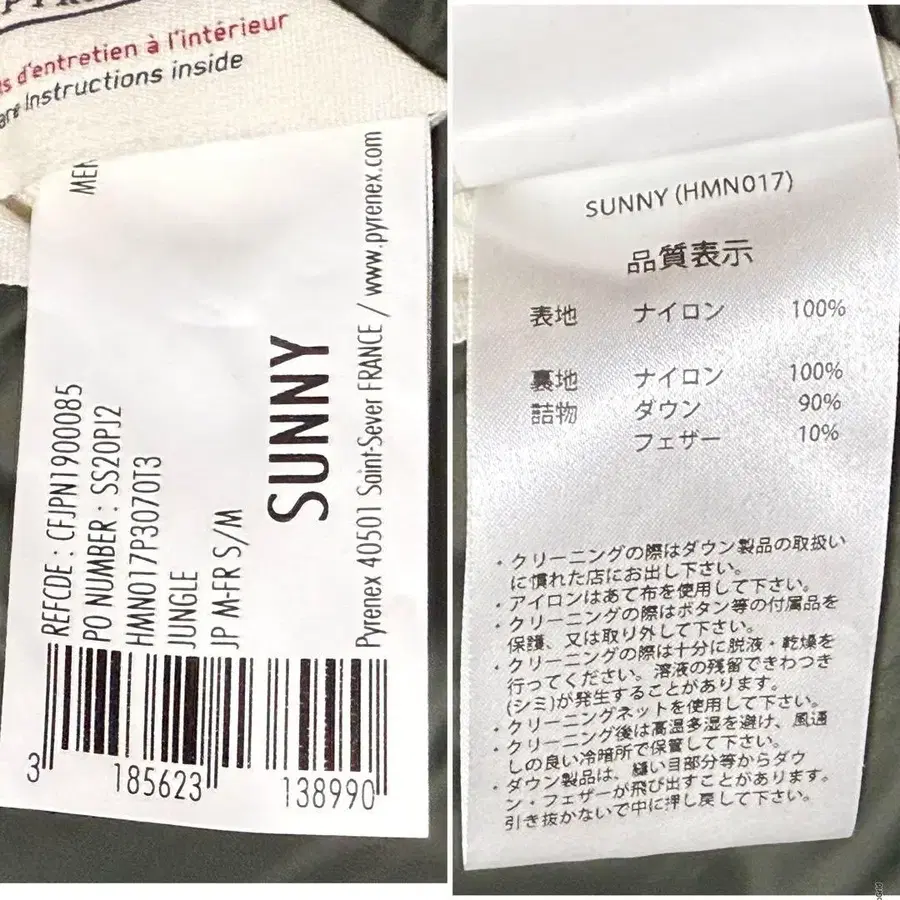 d'entretien à l'intérieur
Instructions inside
REFCDE : CFJPN1900085
PO NUMBER : SS20PJ2
HMN017P3070T3
JUNGLE
JP M-FR S/M
SUNNY
Pyrenex 40501 Saint-Sever FRANCE / www.pyrenex.com
3 185623 138990
SUNNY (HMN017)
品質表示
表地 ナイロン 100%
裏地 ナイロン 100%
詰物 ダウン 90%
フェザー 10%
・クリーニングの際はダウン製品の取扱い
に慣れた店にお出し下さい。
・アイロンはあて布を使用して下さい。
・クリーニングの際はボタン等の付属品を
保護、又は取り外して下さい。
・クリーニングの際は十分に脱液・乾燥を
行ってください。溶液の残留できわつき
(シミ)が発生することがあります。
・クリーニングネットを使用して下さい。
・クリーニング後は高温多湿を避け、風通
しの良い冷暗所で保管して下さい。
・ダウン製品は、縫い目部分等からダウ
ン・フェザーが飛び出すことがあります。
引き抜かないで中に押し戻して下さい。